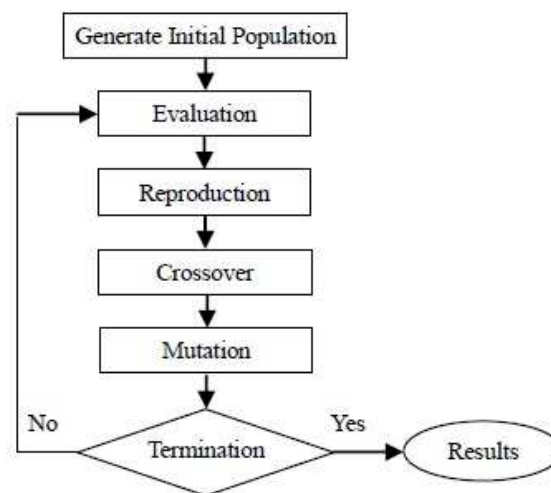 Generate Initial Population
Evaluation
Reproduction
Crossover
Mutation
No
Yes
Termination
Results